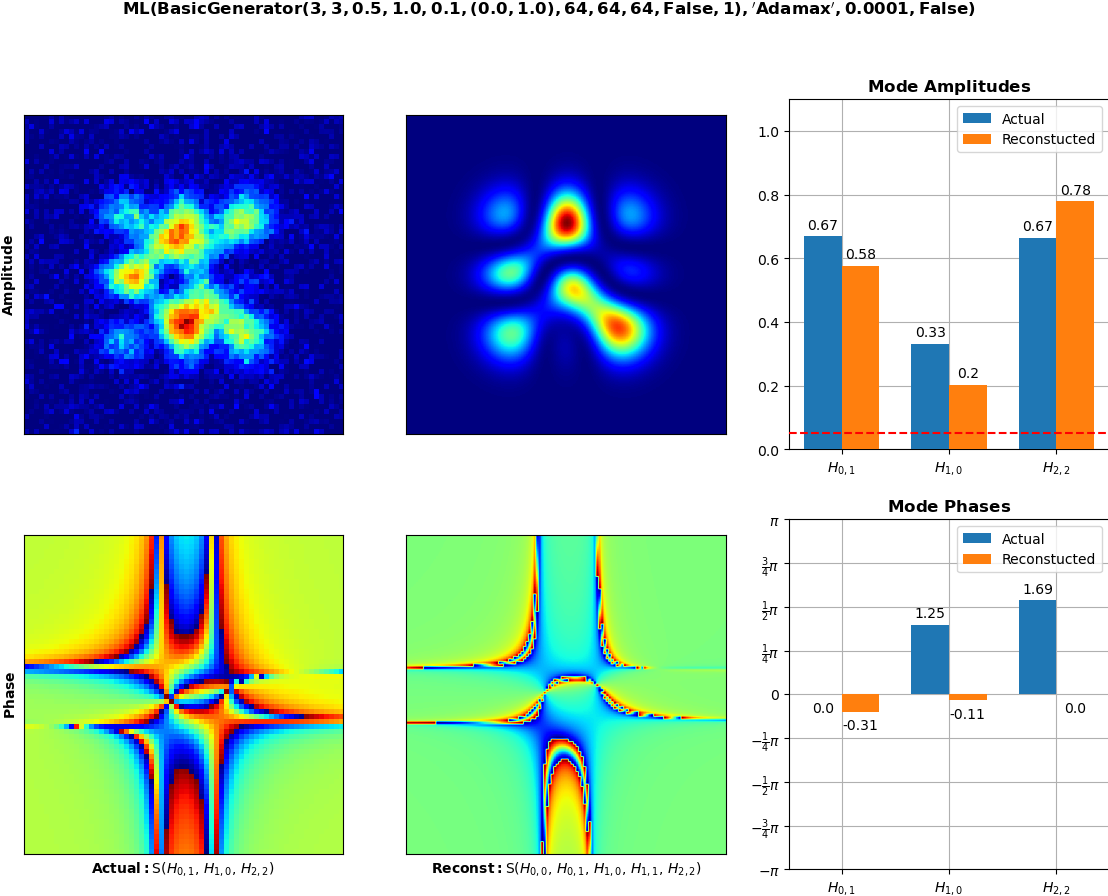 ML(BasicGenerator(3, 3, 0.5, 1.0, 0.1, (0.0, 1.0), 64, 64, 64, False, 1), ′Adamax′, 0.0001, False)
Amplitude
Mode Amplitudes
Actual
Reconstucted
1.0
0.8
0.6
0.4
0.2
0.0
0.67
0.58
0.33
0.2
0.67
0.78
H₀,₁
H₁,₀
H₂,₂
Phase
Actual: S(H₀,₁, H₁,₀, H₂,₂)
Reconst: S(H₀,₀, H₀,₁, H₁,₀, H₁,₁, H₂,₂)
Mode Phases
Actual
Reconstucted
π
3/4π
1/2π
1/4π
0
−1/4π
−1/2π
−3/4π
−π
0.0
-0.31
1.25
-0.11
1.69
0.0
H₀,₁
H₁,₀
H₂,₂